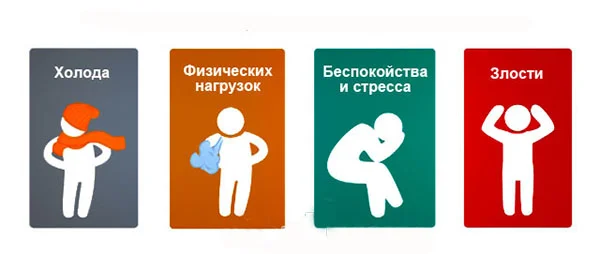 Холода
Физических
нагрузок
Беспокойства
и стресса
Злости